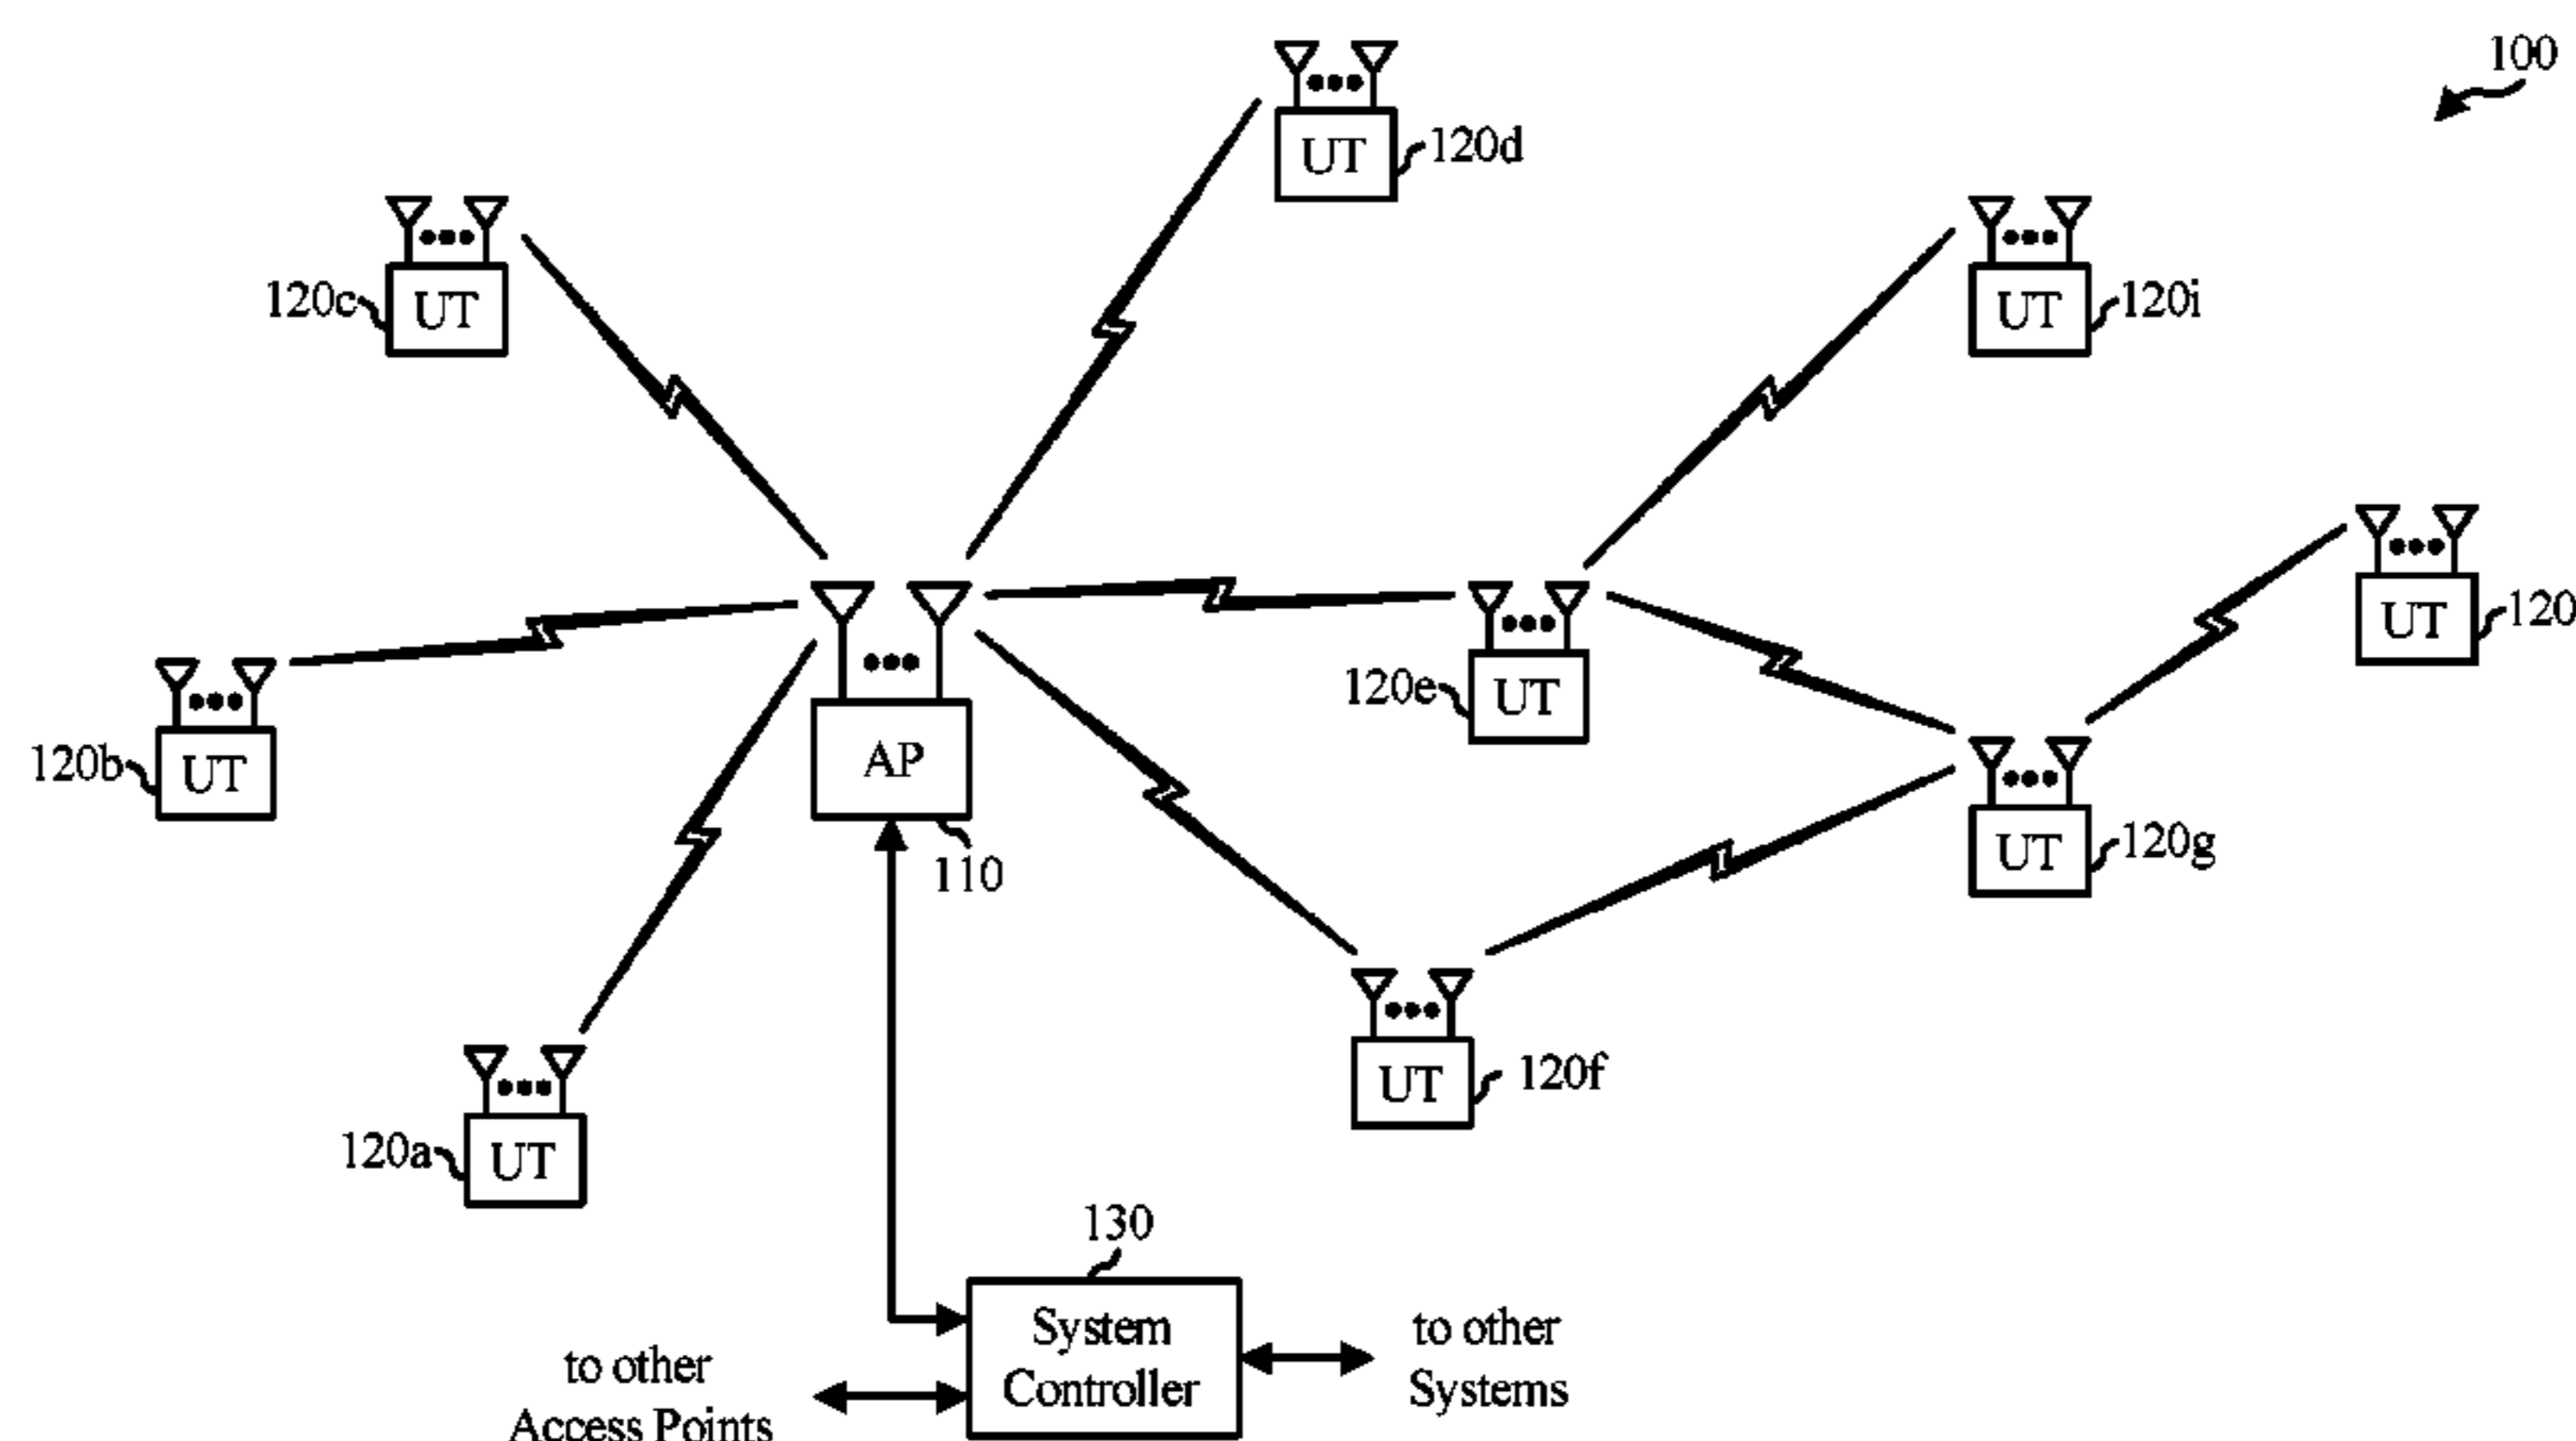 100
UT
120d
UT
120c
UT
120i
UT
120
UT
120e
UT
120b
AP
110
UT
120g
UT
120f
UT
120a
130
System
Controller
to other
Access Points
to other
Systems